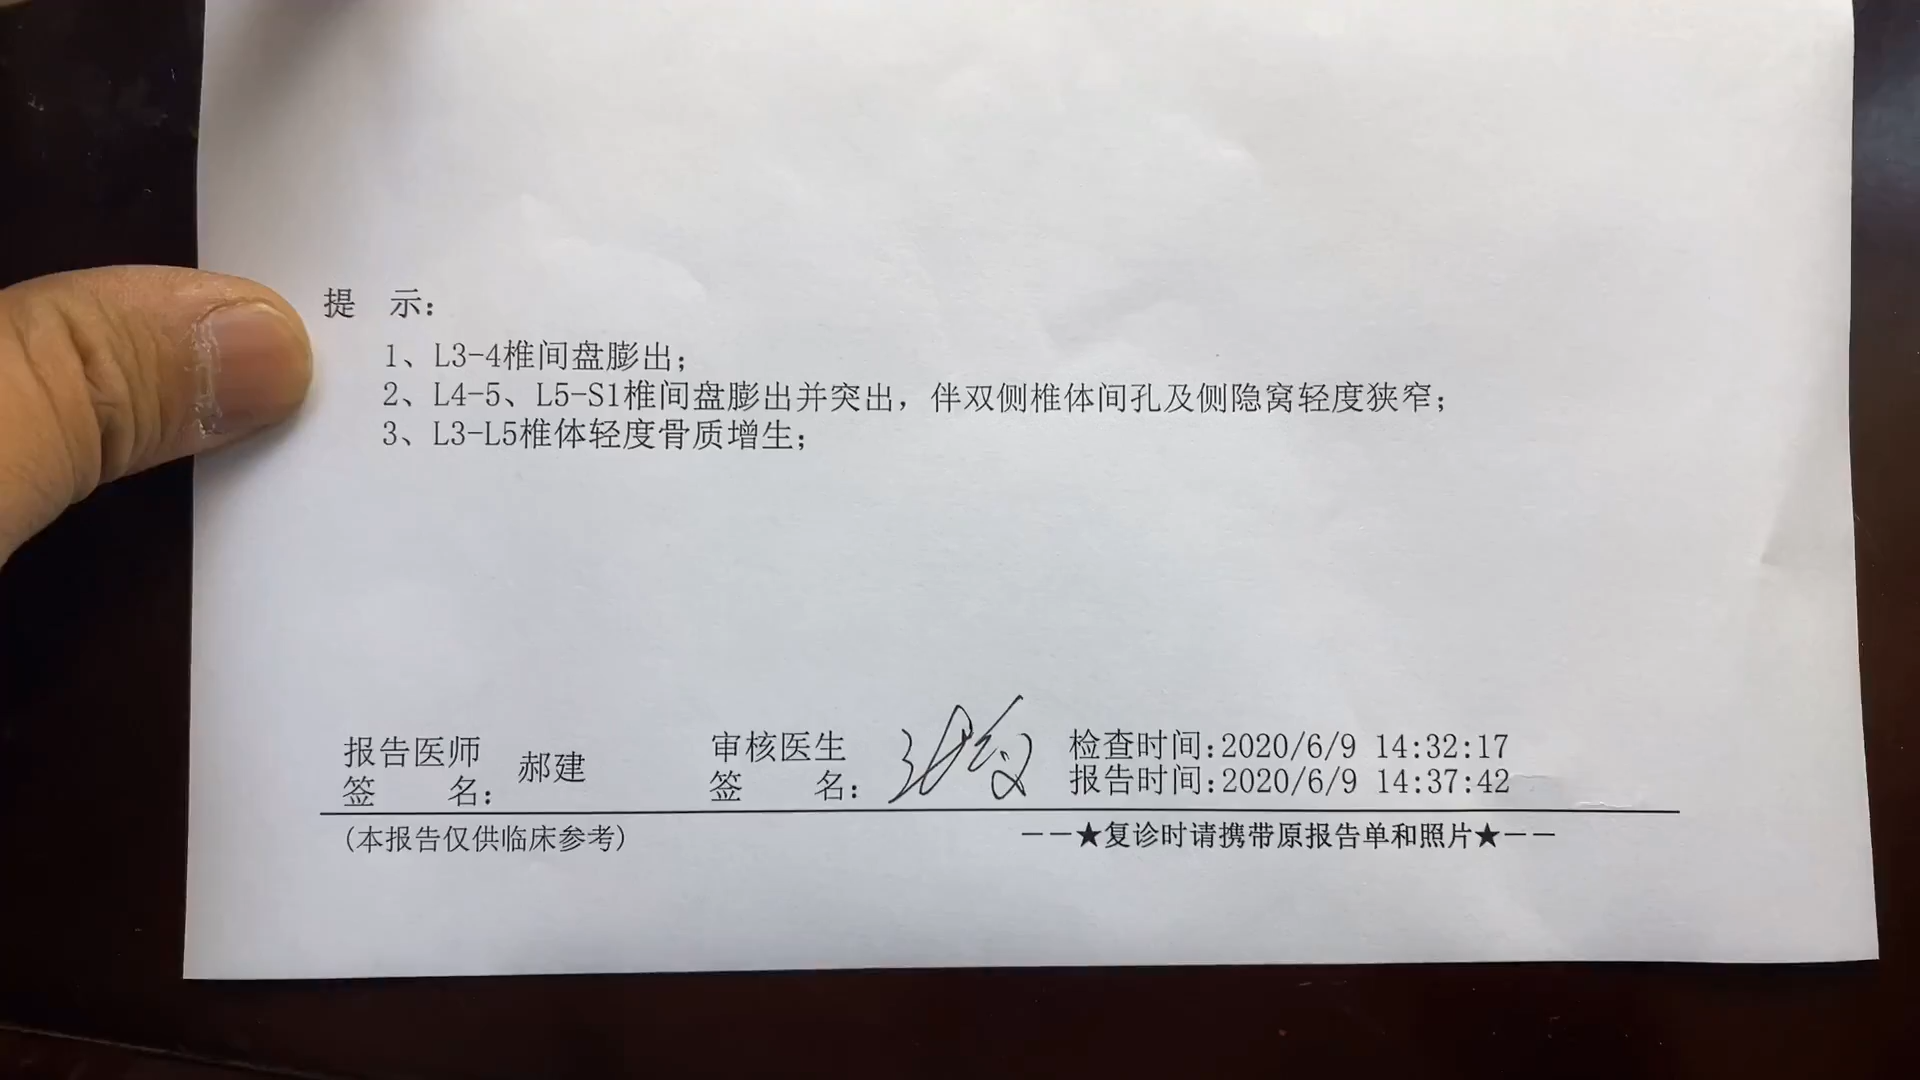 提 示：
1、L3-4椎间盘膨出；
2、L4-5、L5-S1椎间盘膨出并突出，伴双侧椎体间孔及侧隐窝轻度狭窄；
3、L3-L5椎体轻度骨质增生；
报告医师 审核医生 检查时间:2020/6/9 14:32:17
签 名： 郝建 签 名： 报告时间:2020/6/9 14:37:42
(本报告仅供临床参考) －－★复诊时请携带原报告单和照片★－－